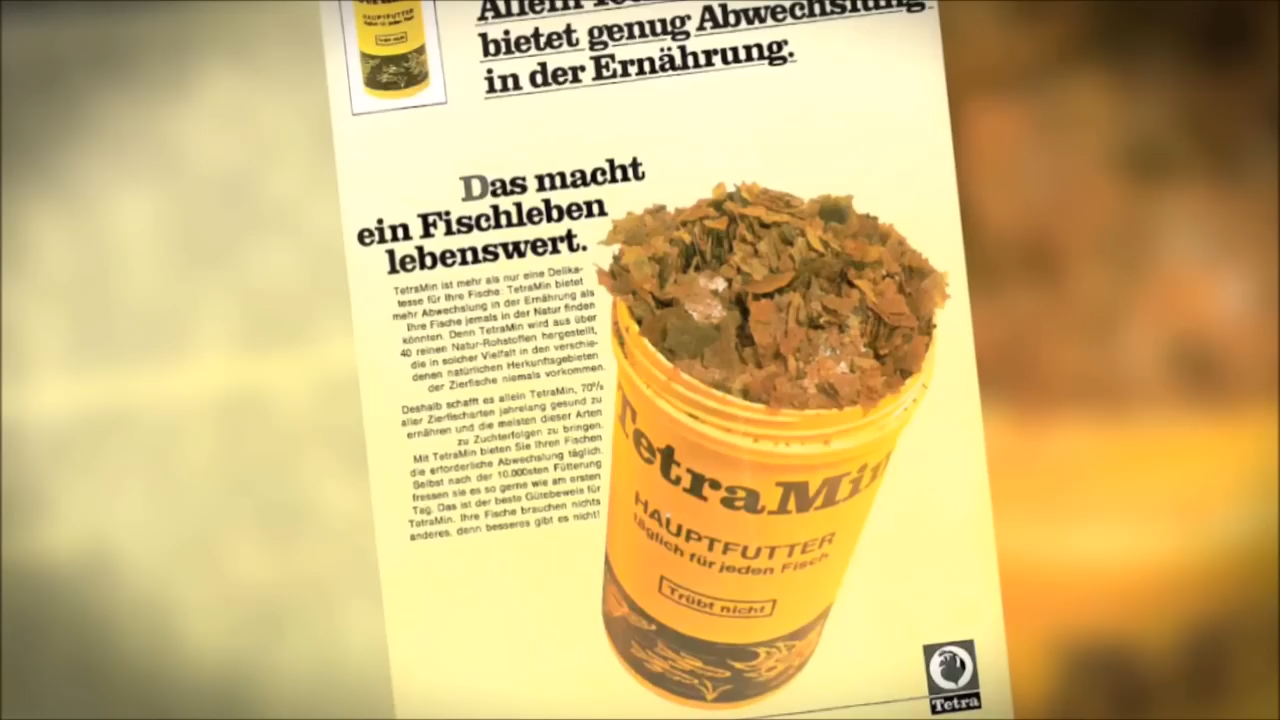 HAUPTFUTTER
bietet genug Abwechslung
in der Ernährung.
Das macht
ein Fischleben
lebenswert.
TetraMin ist mehr als nur eine Delika-
tesse für Ihre Fische: TetraMin bietet
mehr Abwechslung in der Ernährung als
Ihre Fische jemals in der Natur finden
könnten. Denn TetraMin wird aus über
40 reinen Natur-Rohstoffen hergestellt,
die in solcher Vielfalt in den verschie-
denen natürlichen Herkunftsgebieten
der Zierfische niemals vorkommen.
Deshalb schafft es allein TetraMin, 70%
aller Zierfischarten jahrelang gesund zu
ernähren und die meisten dieser Arten
zu Zuchterfolgen zu bringen.
Mit TetraMin bieten Sie Ihren Fischen
die erforderliche Abwechslung täglich.
Selbst nach der 10.000sten Fütterung
fressen sie es so gerne wie am ersten
Tag. Das ist der beste Gütebeweis für
TetraMin. Ihre Fische brauchen nichts
anderes, denn besseres gibt es nicht!
TetraMin
HAUPTFUTTER
täglich für jeden Fisch
Trübt nicht
Tetra